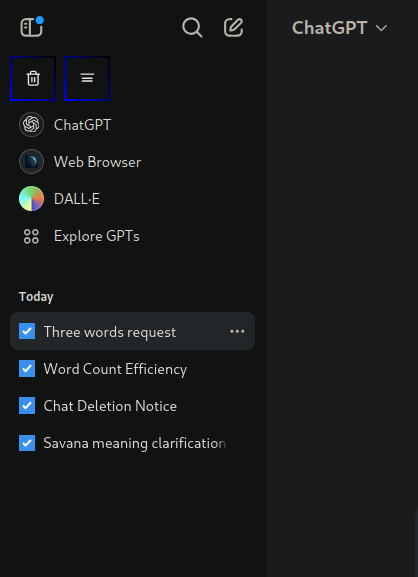 ChatGPT
ChatGPT
Web Browser
DALL·E
Explore GPTs
Today
Three words request
Word Count Efficiency
Chat Deletion Notice
Savana meaning clarification